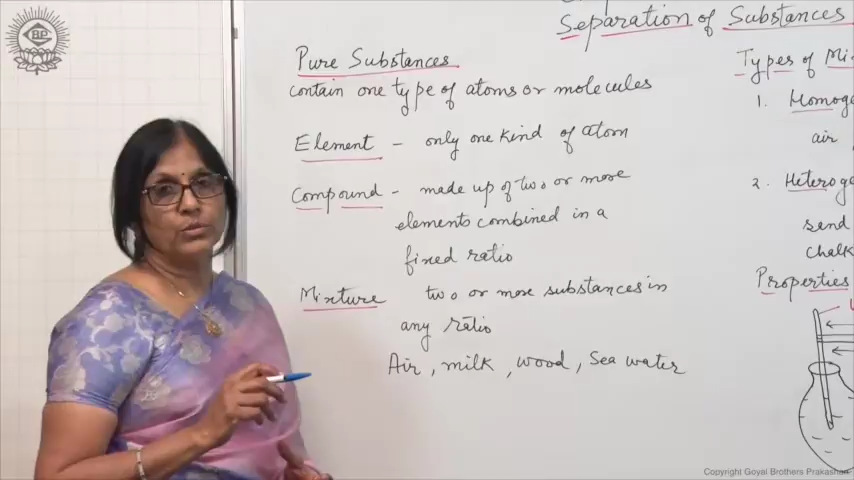 Separation of Substances
Pure Substances
contain one type of atoms or molecules
Element - only one kind of atom
Compound - made up of two or more
elements combined in a
fixed ratio
Mixture two or more substances in
any ratio
Air, milk, wood, Sea water
Types of Mi
1. Homoge
air
2. Heteroge
send
chalk
Properties
Copyright Goyal Brothers Prakashan